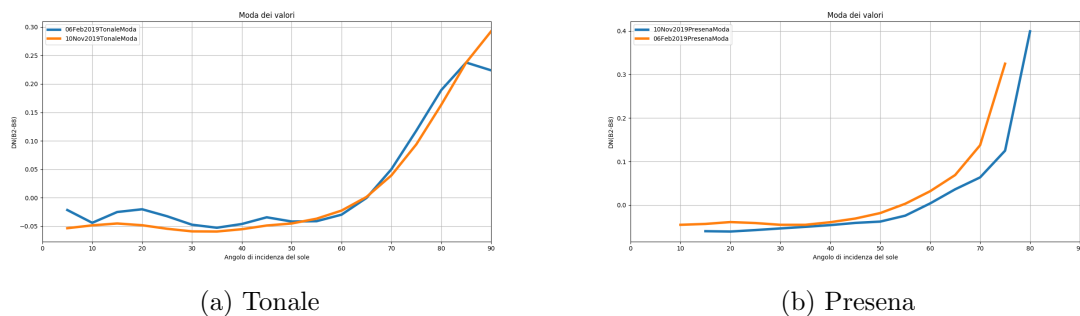 Moda dei valori
06Feb2019TonaleModa
10Nov2019TonaleModa
0.30
0.25
0.20
0.15
0.10
0.05
0.00
−0.05
DN(B2-B8)
0 10 20 30 40 50 60 70 80 90
Angolo di incidenza del sole
(a) Tonale
Moda dei valori
10Nov2019PresenaModa
06Feb2019PresenaModa
0.4
0.3
0.2
0.1
0.0
DN(B2-B8)
0 10 20 30 40 50 60 70 80 90
Angolo di incidenza del sole
(b) Presena